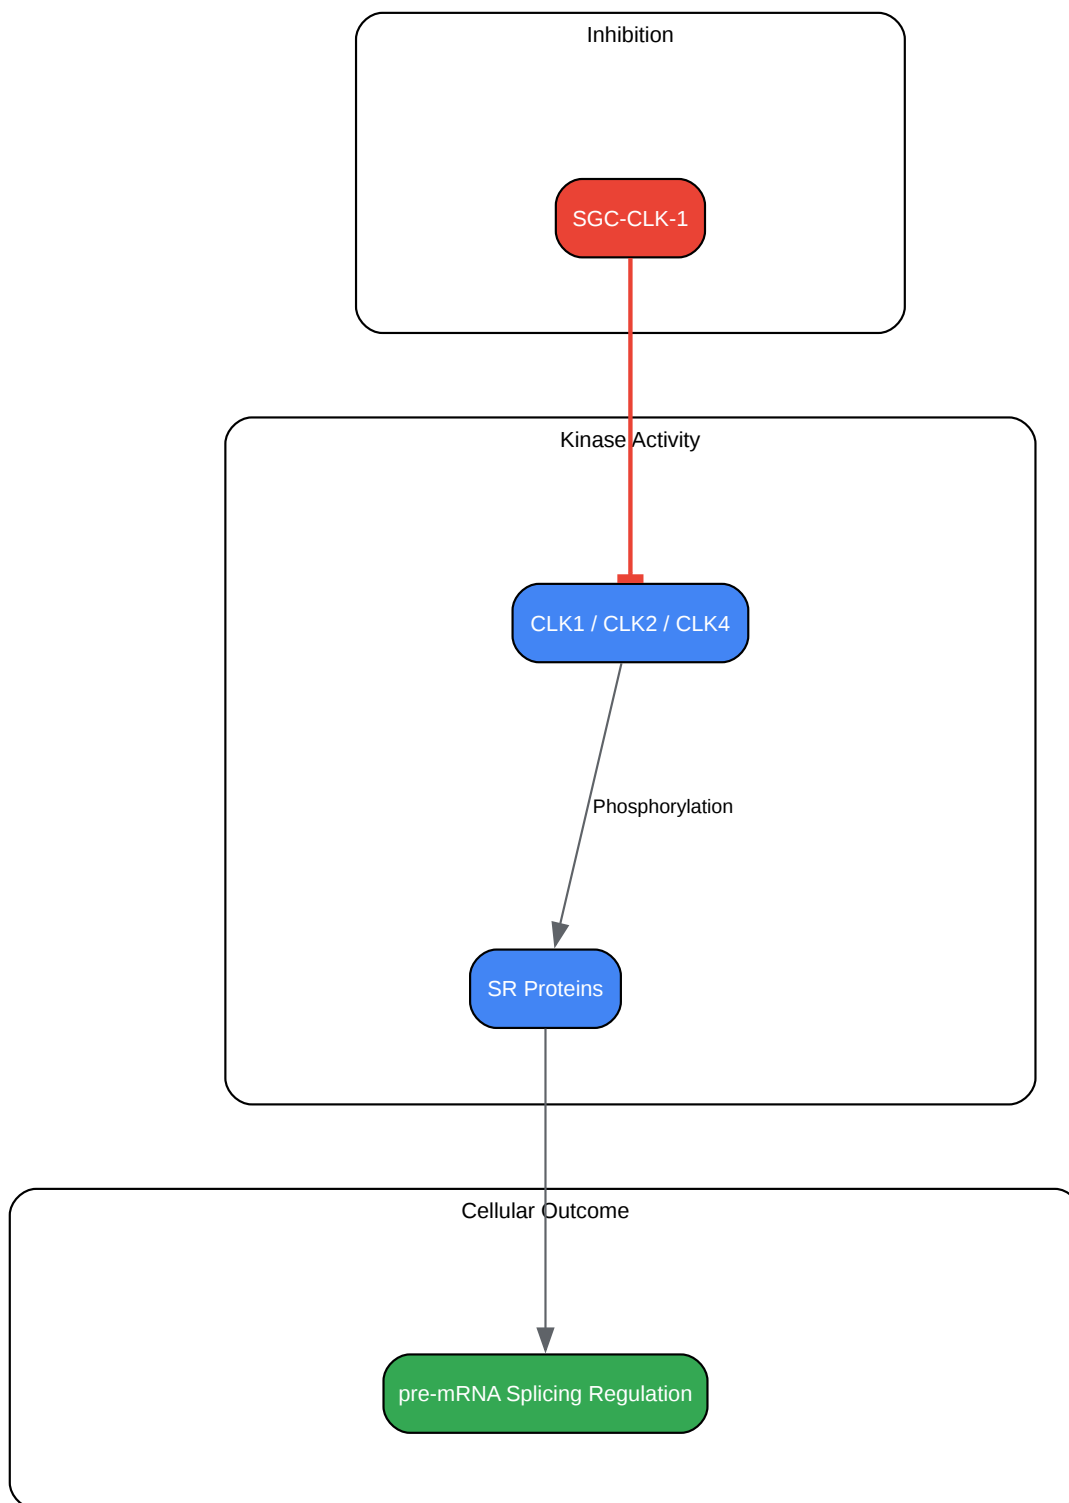 Inhibition
SGC-CLK-1
Kinase Activity
CLK1 / CLK2 / CLK4
Phosphorylation
SR Proteins
Cellular Outcome
pre-mRNA Splicing Regulation